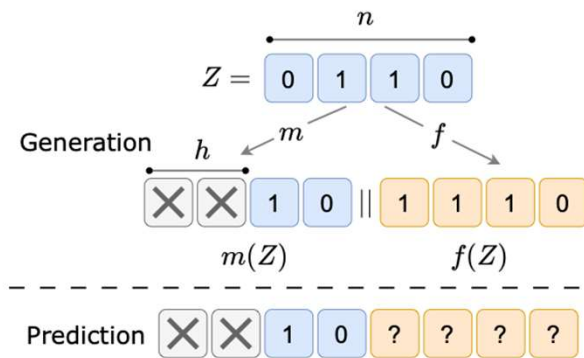 n
Z = 0 1 1 0
m f
Generation
h
1 0 || 1 1 1 0
m(Z) f(Z)
Prediction 1 0 ? ? ? ?